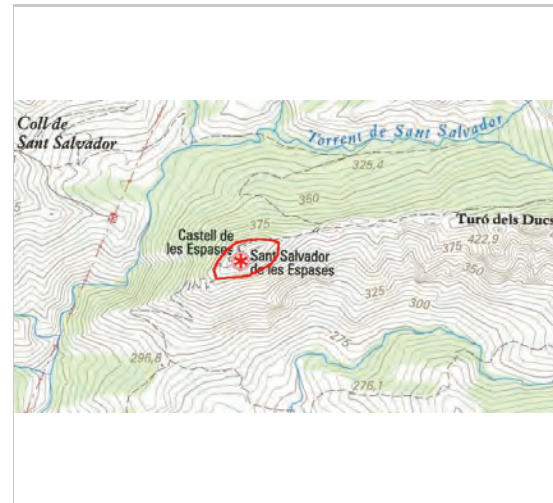 Coll de
Sant Salvador
Torrent de Sant Salvador
325,4
350
375
Castell de
les Espases
Turó dels Ducs
Sant Salvador
de les Espases
375
422,9
350
325
300
275
296,8
276,1